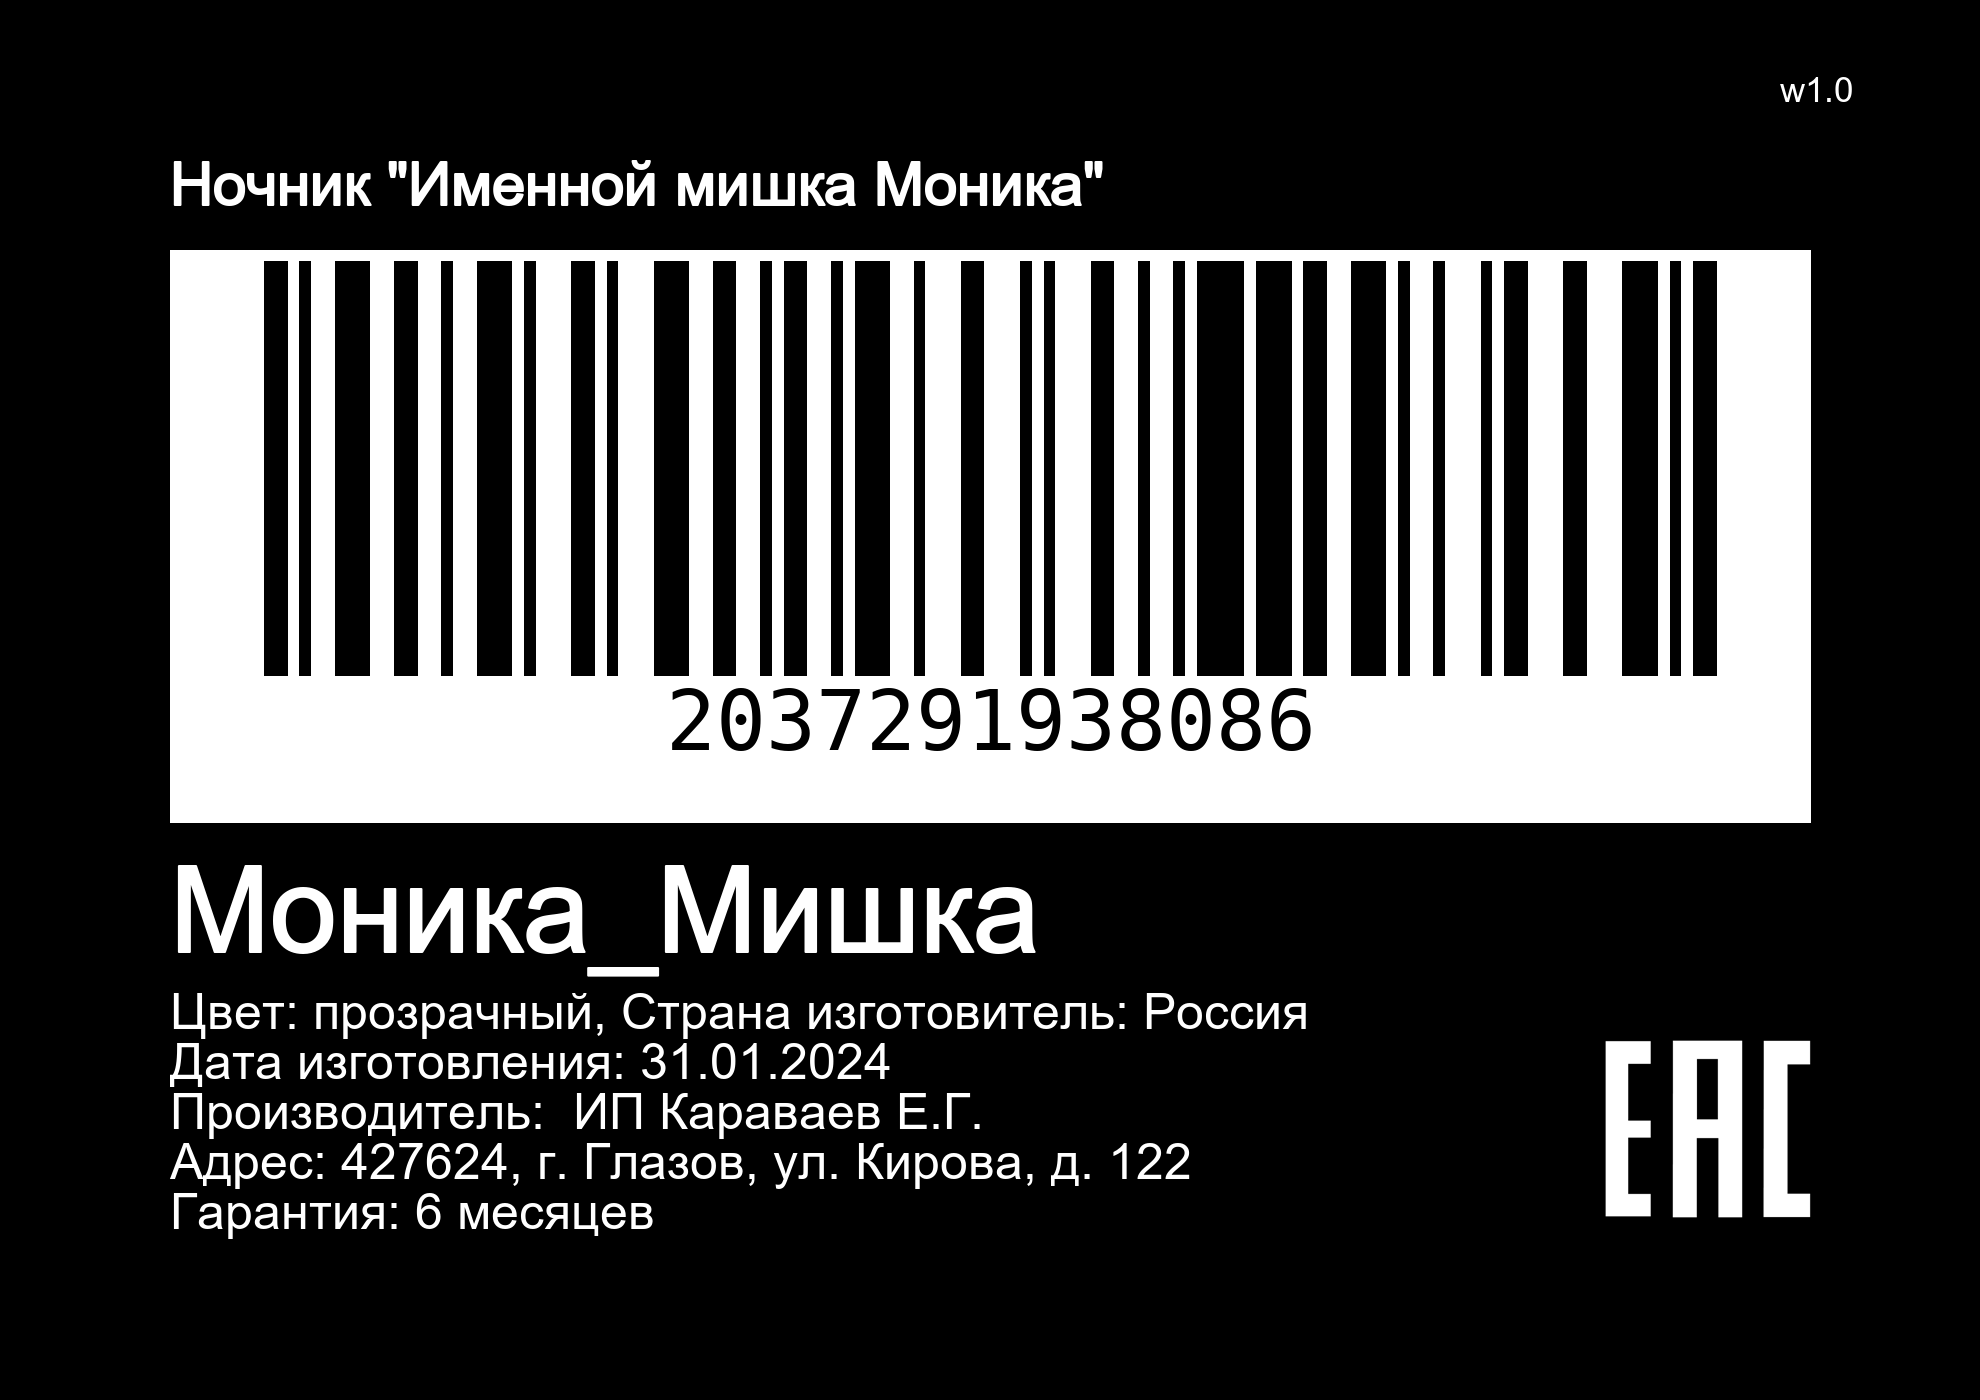 w1.0
Ночник "Именной мишка Моника"
2037291938086
Моника_Мишка
Цвет: прозрачный, Страна изготовитель: Россия
Дата изготовления: 31.01.2024
Производитель:  ИП Караваев Е.Г.
Адрес: 427624, г. Глазов, ул. Кирова, д. 122
Гарантия: 6 месяцев
EAC